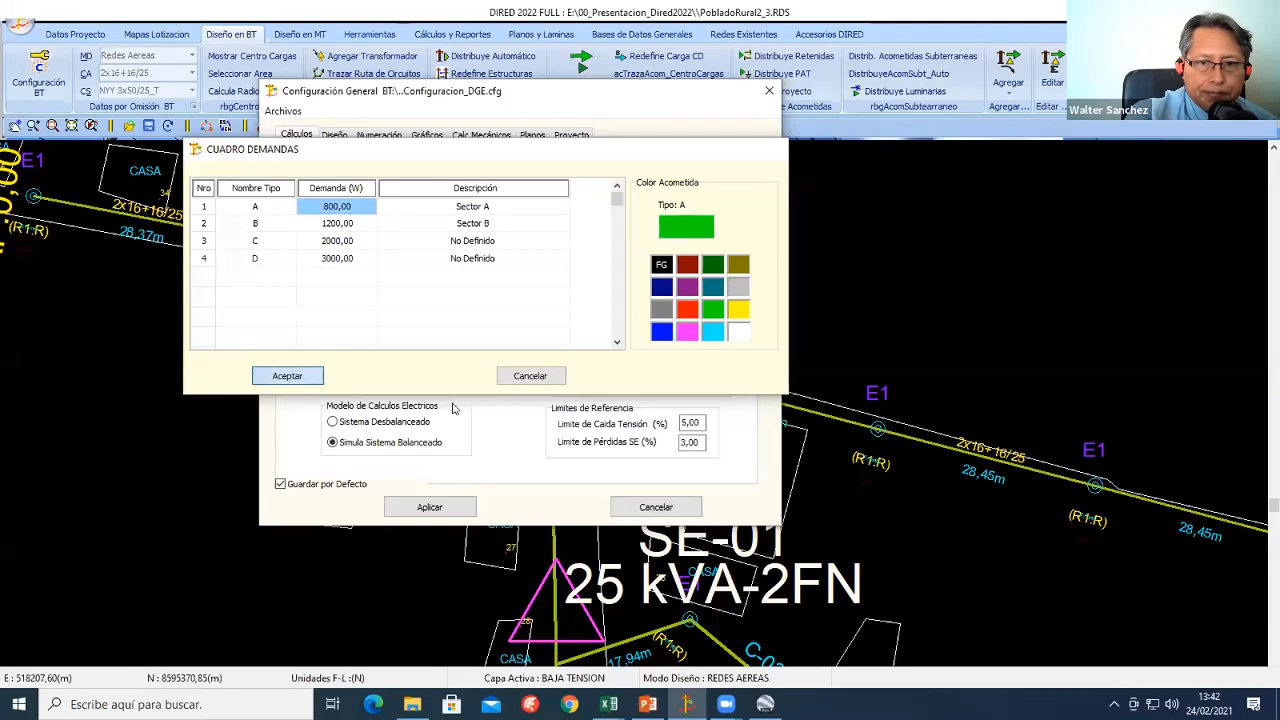 DIRED 2022 FULL : E:\00_Presentacion_Dired2022\\PobladoRural2_3.RDS
Datos Proyecto Mapas Lotizacion Diseño en BT Diseño en MT Herramientas Cálculos y Reportes Planos y Laminas Bases de Datos Generales Redes Existentes Accesorios DIRED
MD Redes Aereas Mostrar Centro Cargas Agregar Transformador Distribuye Automático Redefine Carga CD Distribuye Retenidas Distrib. Acometidas Subterraneo
Configuración BT
CA 2x16+16/25 Seleccionar Area Trazar Ruta de Circuitos Redefine Estructuras acTrazaAcom_CentroCargas Distribuye PAT DistribuyeAcomSubt_Auto Agregar Editar
CS NYY 3x50/25_T Calcula Radio Distribuye Luminarias
Datos por Omisión BT rbgCentro rbgAcomSubtarraneo Agregar...
Walter Sanchez
Configuración General BT:\..Configuracion_DGE.cfg
Archivos
Cálculos Diseño Numeración Gráficos Calc Mecánicos Planos Proyecto
CUADRO DEMANDAS
Nro Nombre Tipo Demanda (W) Descripción
1 A 800,00 Sector A
2 B 1200,00 Sector B
3 C 2000,00 No Definido
4 D 3000,00 No Definido
Color Acometida
Tipo: A
FG
Aceptar Cancelar
Modelo de Calculos Electricos
Sistema Desbalanceado
Simula Sistema Balanceado
Limites de Referencia
Limite de Caida Tensión (%) 5,00
Limite de Pérdidas SE (%) 3,00
Guardar por Defecto
Aplicar Cancelar
E1
CASA
34
2x16+16/25
(R1:R)
28,37m
E1
2x16+16/25
(R1:R)
28,45m
E1
(R1:R)
28,45m
27
SE-01
CASA
25 kVA-2FN
28
CASA
17,94m
(R1:R)
E : 518207,60(m) N : 8595370,85(m) Unidades F-L :(N) Capa Activa : BAJA TENSION Modo Diseño : REDES AEREAS
Escribe aquí para buscar.
13:42
24/02/2021